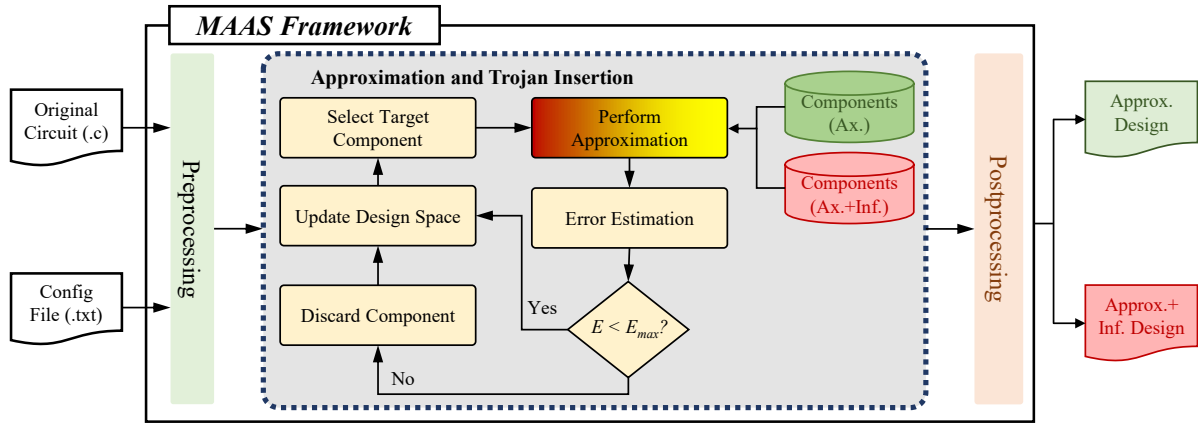 MAAS Framework
Original
Circuit (.c)
Config
File (.txt)
Preprocessing
Approximation and Trojan Insertion
Select Target
Component
Perform
Approximation
Components
(Ax.)
Components
(Ax.+Inf.)
Update Design Space
Error Estimation
Discard Component
Yes
E < Emax?
No
Postprocessing
Approx.
Design
Approx.+
Inf. Design